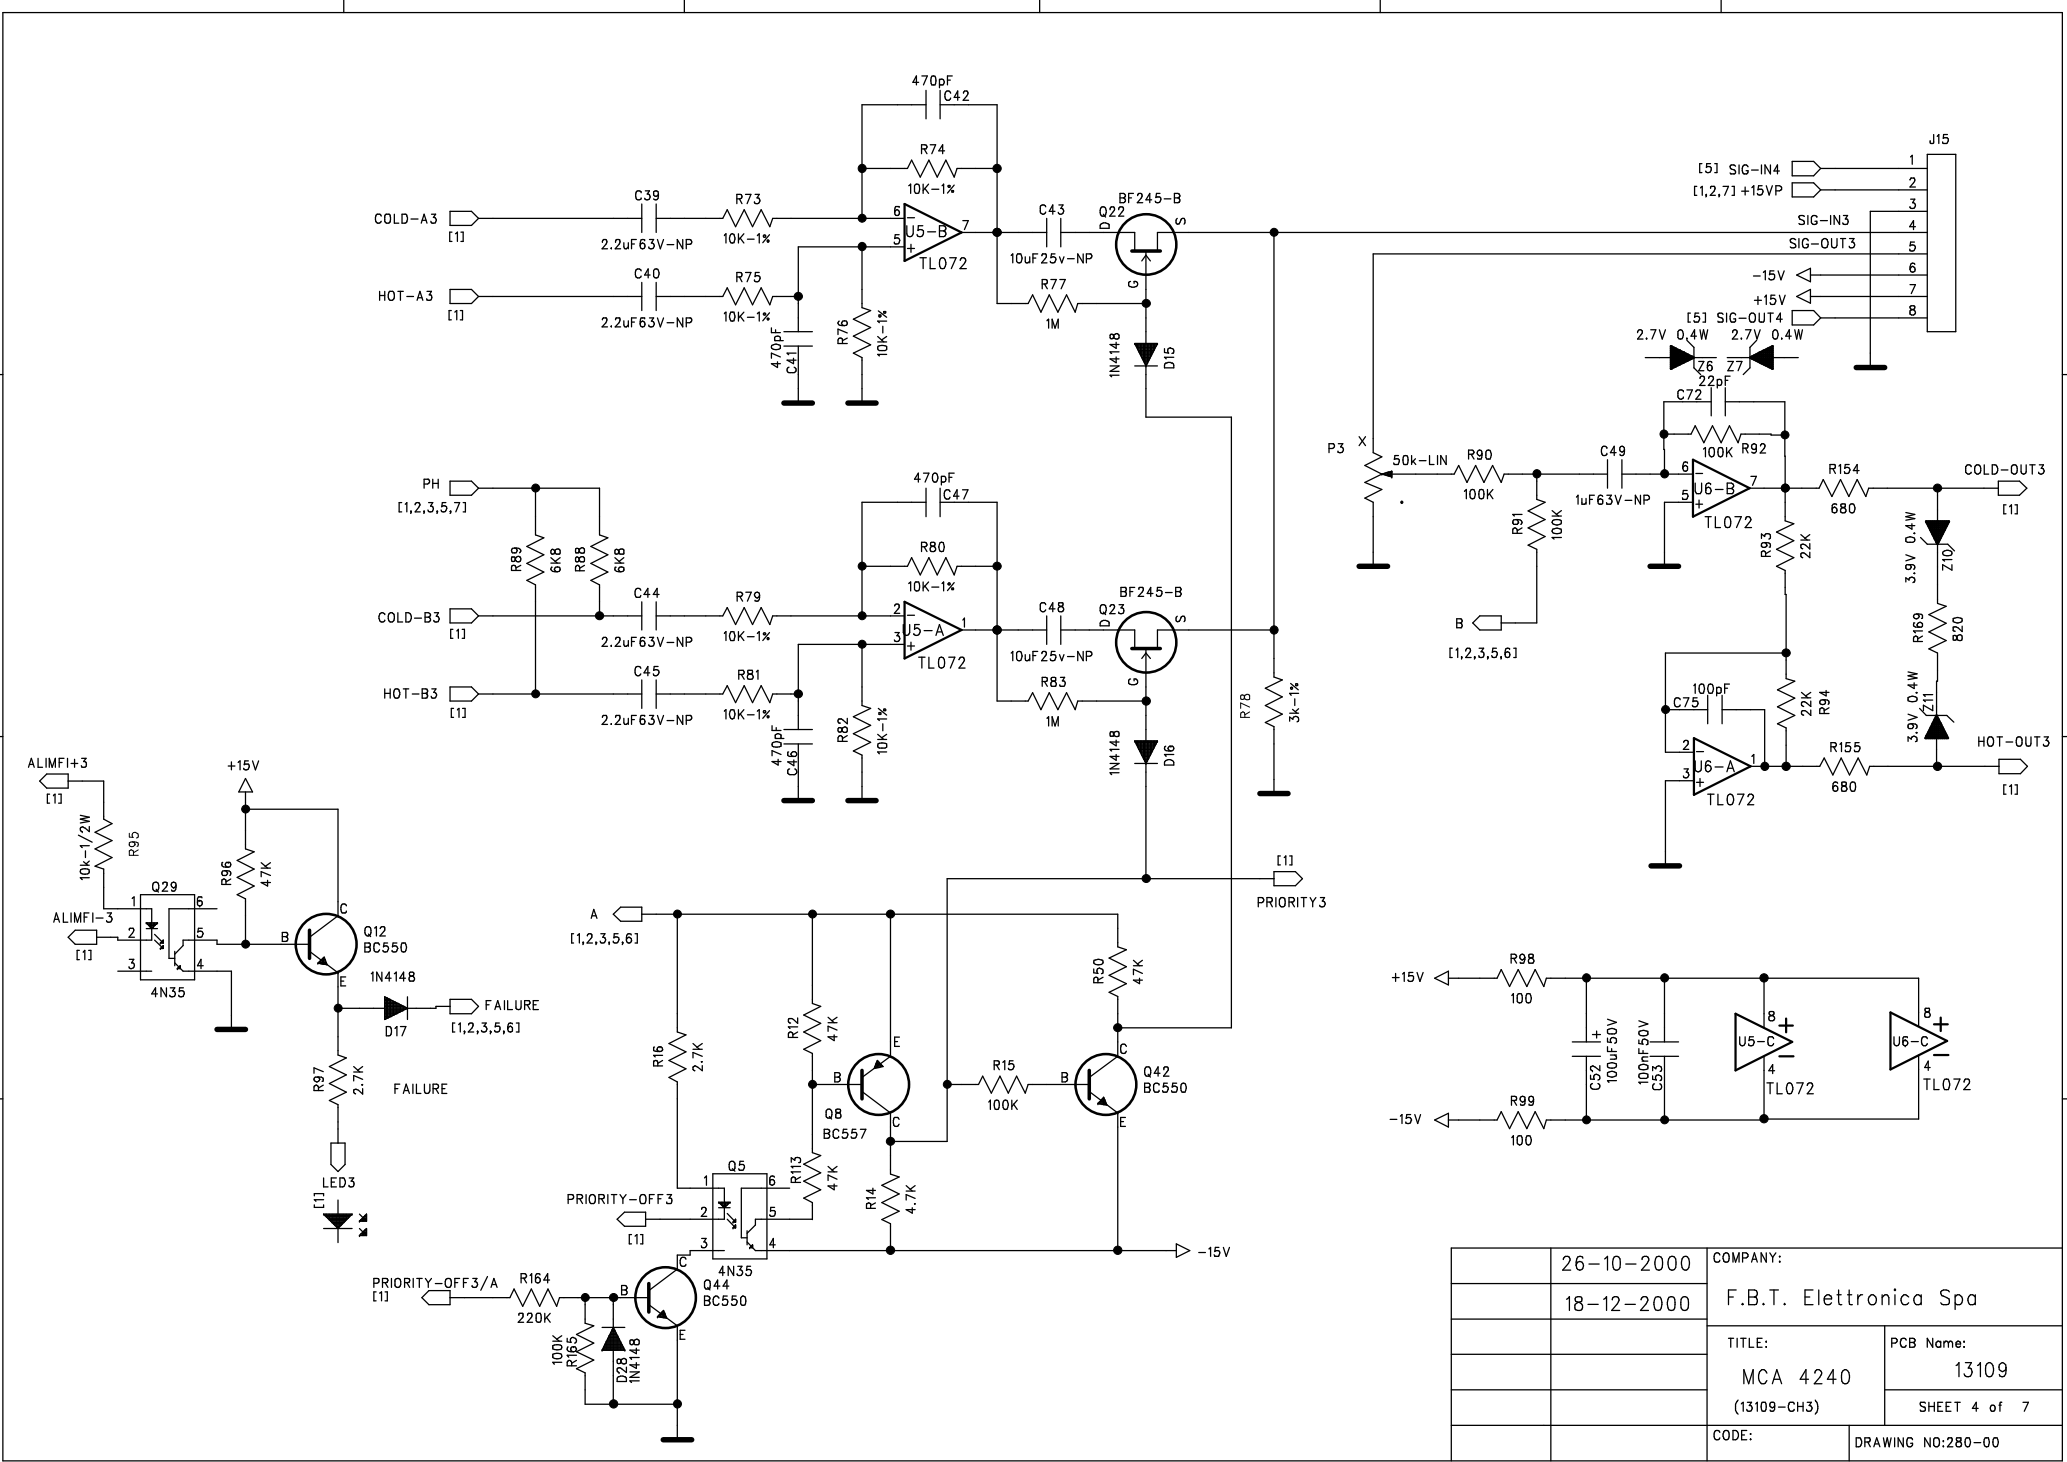 470pF
C42
R74
10K-1%
COLD-A3
[1]
C39
2.2uF63V-NP
R73
10K-1%
6
5
7
-
+
U5-B
TL072
C43
10uF25v-NP
BF245-B
Q22
D
S
G
HOT-A3
[1]
C40
2.2uF63V-NP
R75
10K-1%
470pF
C41
R76
10K-1%
R77
1M
1N4148
D15
J15
[5] SIG-IN4
1
[1,2,7] +15VP
2
3
SIG-IN3
4
SIG-OUT3
5
-15V
6
+15V
7
[5] SIG-OUT4
8
2.7V 0.4W
2.7V 0.4W
Z6
Z7
22pF
C72
100K
R92
P3
X
50k-LIN
R90
100K
C49
1uF63V-NP
R91
100K
B
[1,2,3,5,6]
6
5
7
-
+
U6-B
TL072
R154
680
COLD-OUT3
[1]
R93
22K
3.9V 0.4W
Z10
R169
820
3.9V 0.4W
Z11
100pF
C75
22K
R94
2
3
1
-
+
U6-A
TL072
R155
680
HOT-OUT3
[1]
PH
[1,2,3,5,7]
R89
6K8
R88
6K8
470pF
C47
R80
10K-1%
COLD-B3
[1]
C44
2.2uF63V-NP
R79
10K-1%
2
3
1
-
+
U5-A
TL072
C48
10uF25v-NP
BF245-B
Q23
D
S
G
HOT-B3
[1]
C45
2.2uF63V-NP
R81
10K-1%
470pF
C46
R82
10K-1%
R83
1M
1N4148
D16
R78
3k-1%
ALIMFI+3
[1]
10k-1/2W
R95
+15V
R96
47K
Q29
1
2
3
6
5
4
4N35
ALIMFI-3
[1]
B
C
E
Q12
BC550
1N4148
D17
FAILURE
[1,2,3,5,6]
R97
2.7K
FAILURE
LED3
[1]
A
[1,2,3,5,6]
[1]
PRIORITY3
R16
2.7K
R12
47K
R50
47K
B
E
C
Q8
BC557
R15
100K
B
C
E
Q42
BC550
R113
47K
R14
4.7K
Q5
1
2
3
6
5
4
4N35
PRIORITY-OFF3
[1]
-15V
PRIORITY-OFF3/A
[1]
R164
220K
B
C
E
Q44
BC550
100K
R165
D28
1N4148
+15V
R98
100
-15V
R99
100
+
C52
100uF50V
100nF50V
C53
8
+
-
U5-C
4
TL072
8
+
-
U6-C
4
TL072
26-10-2000
18-12-2000
COMPANY:
F.B.T. Elettronica Spa
TITLE:
MCA 4240
(13109-CH3)
PCB Name:
13109
SHEET 4 of 7
CODE:
DRAWING NO:280-00